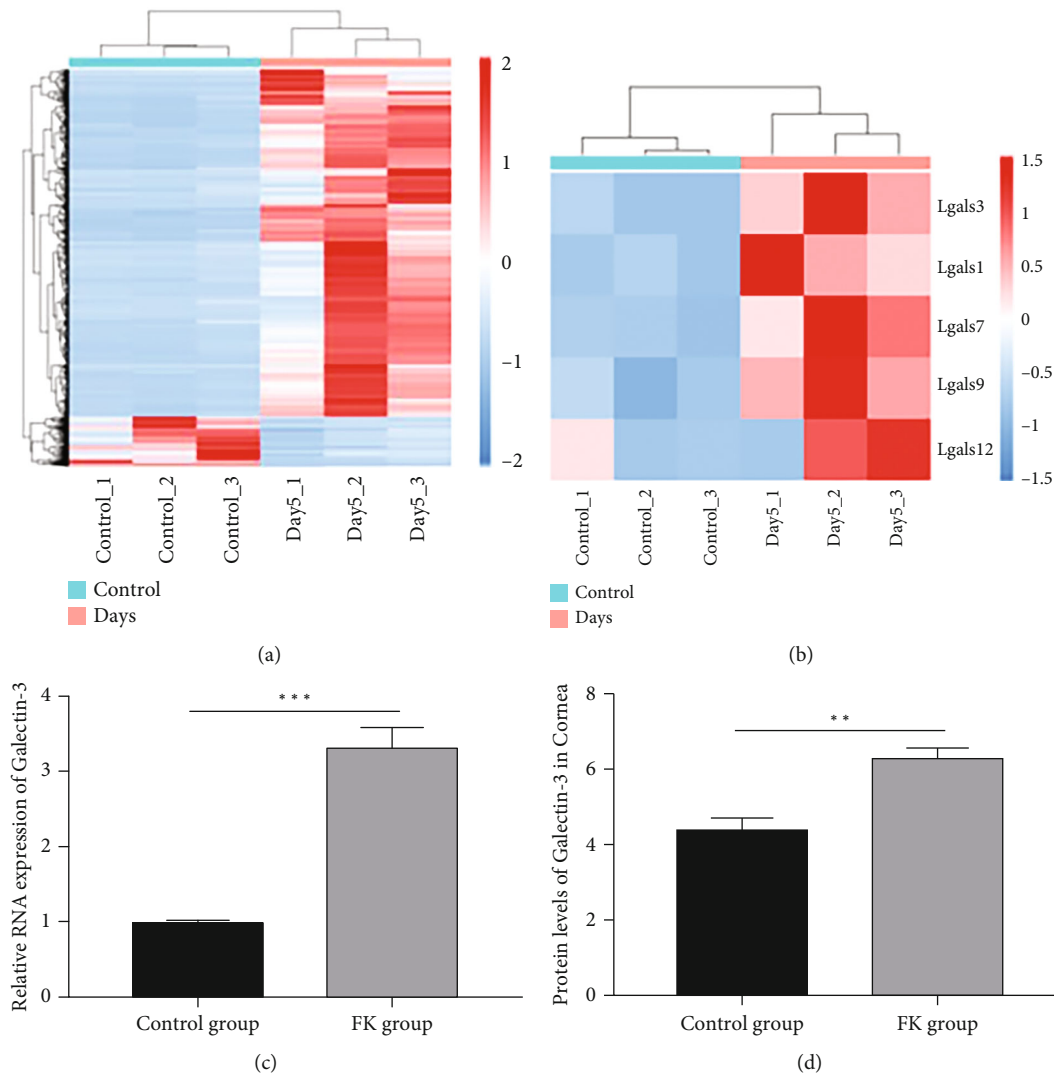 2
1
0
−1
−2
Control_1
Control_2
Control_3
Day5_1
Day5_2
Day5_3
Control
Days
(a)
Lgals3
Lgals1
Lgals7
Lgals9
Lgals12
1.5
1
0.5
0
−0.5
−1
−1.5
Control_1
Control_2
Control_3
Day5_1
Day5_2
Day5_3
Control
Days
(b)
Relative RNA expression of Galectin-3
4
3
2
1
0
***
Control group
FK group
(c)
Protein levels of Galectin-3 in Cornea
8
6
4
2
0
**
Control group
FK group
(d)